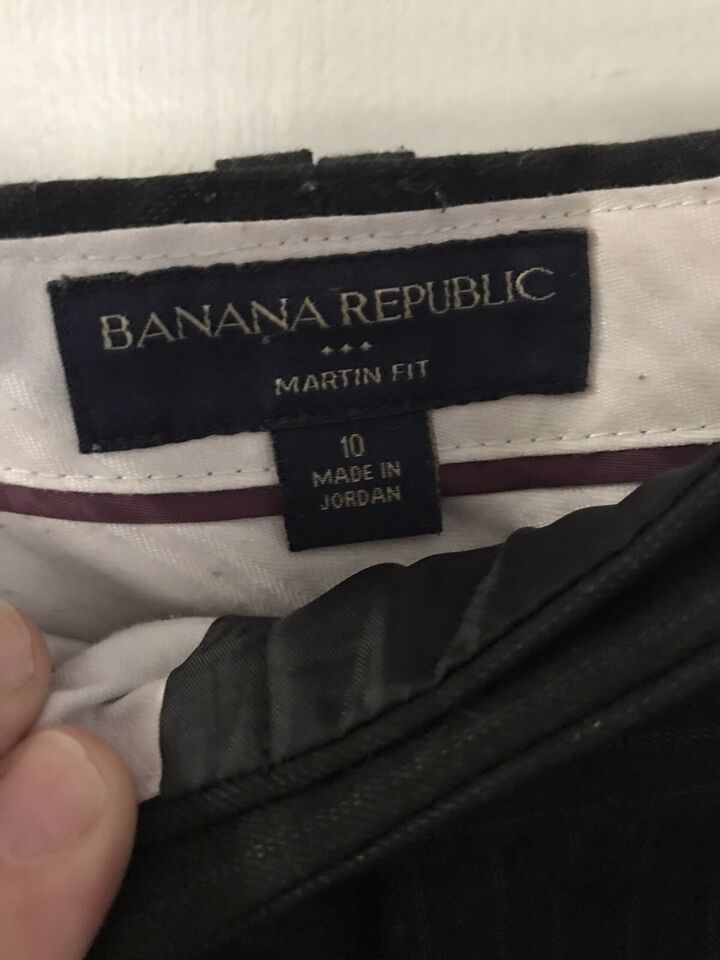 BANANA REPUBLIC
MARTIN FIT
10
MADE IN
JORDAN